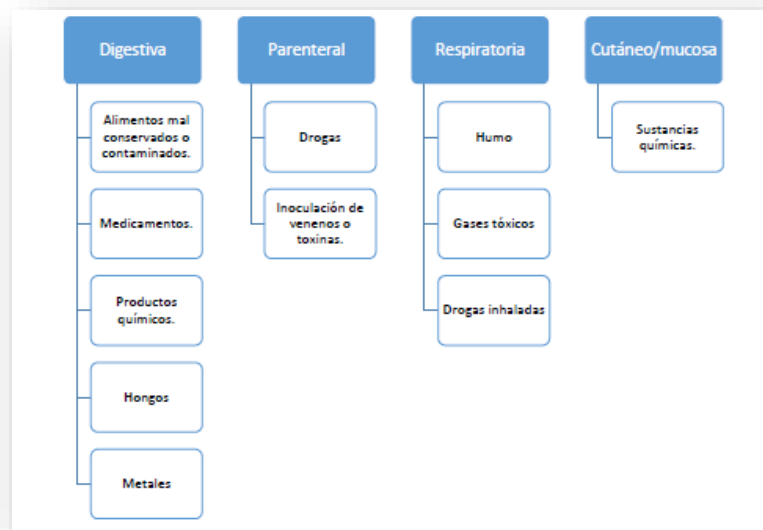 Digestiva
Alimentos mal
conservados o
contaminados.
Medicamentos.
Productos
químicos.
Hongos
Metales
Parenteral
Drogas
Inoculación de
venenos o
toxinas.
Respiratoria
Humo
Gases tóxicos
Drogas inhaladas
Cutáneo/mucosa
Sustancias
químicas.